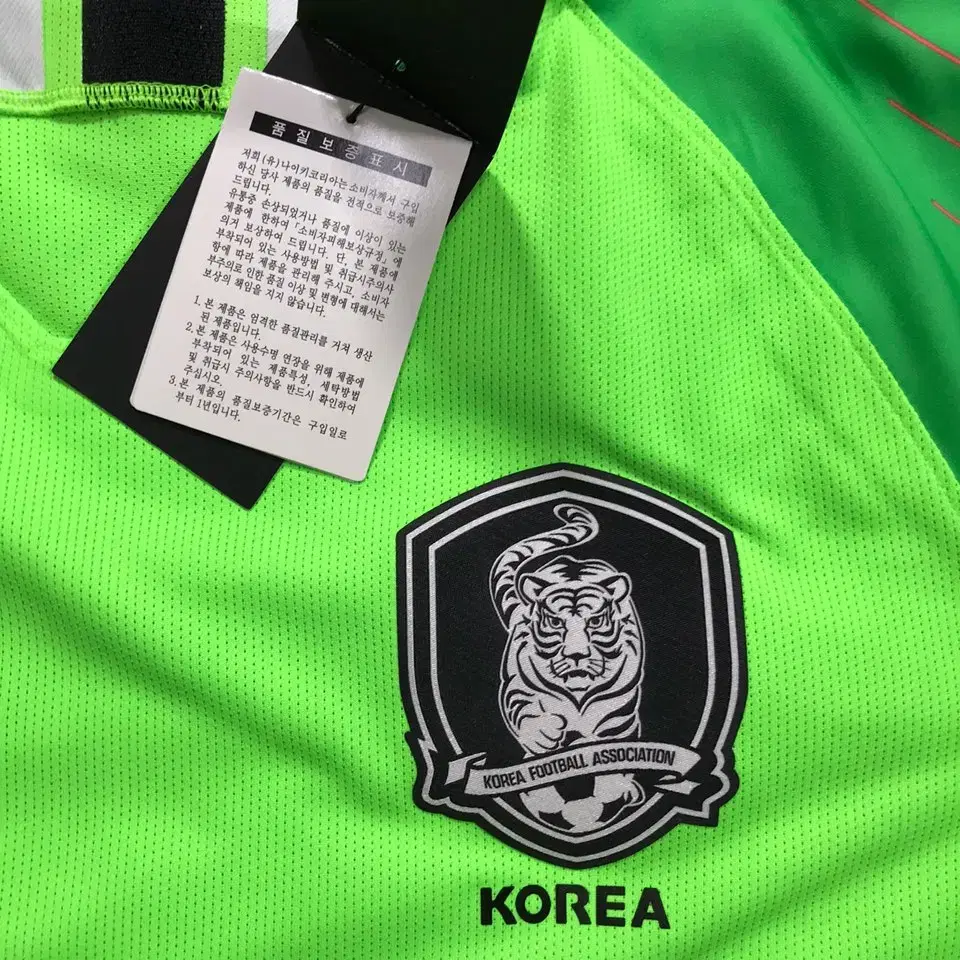 품질보증표시
저희(유)나이키코리아는 소비자께서 구입
하신 당사 제품의 품질을 전적으로 보증해
드립니다.
유통중 손상되었거나 품질에 이상이 있는
제품에 한하여 「소비자피해보상규정」에
의거 보상하여 드립니다. 단, 본 제품에
부착되어 있는 사용방법 및 취급시주의사
항에 따라 제품을 관리해 주시고, 소비자
부주의로 인한 품질 이상 및 변형에 대해서는
보상의 책임을 지지 않습니다.
1. 본 제품은 엄격한 품질관리를 거쳐 생산
된 제품입니다.
2. 본 제품은 사용수명 연장을 위해 제품에
부착되어 있는 제품특성, 세탁방법
및 취급시 주의사항을 반드시 확인하여
주십시오.
3. 본 제품의 품질보증기간은 구입일로
부터 1년입니다.
KOREA FOOTBALL ASSOCIATION
KOREA